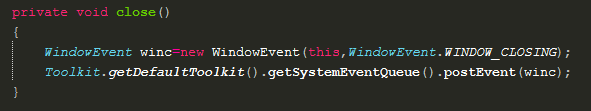 private void close()
{
WindowEvent winc=new WindowEvent(this,WindowEvent.WINDOW_CLOSING);
Toolkit.getDefaultToolkit().getSystemEventQueue().postEvent(winc);
}